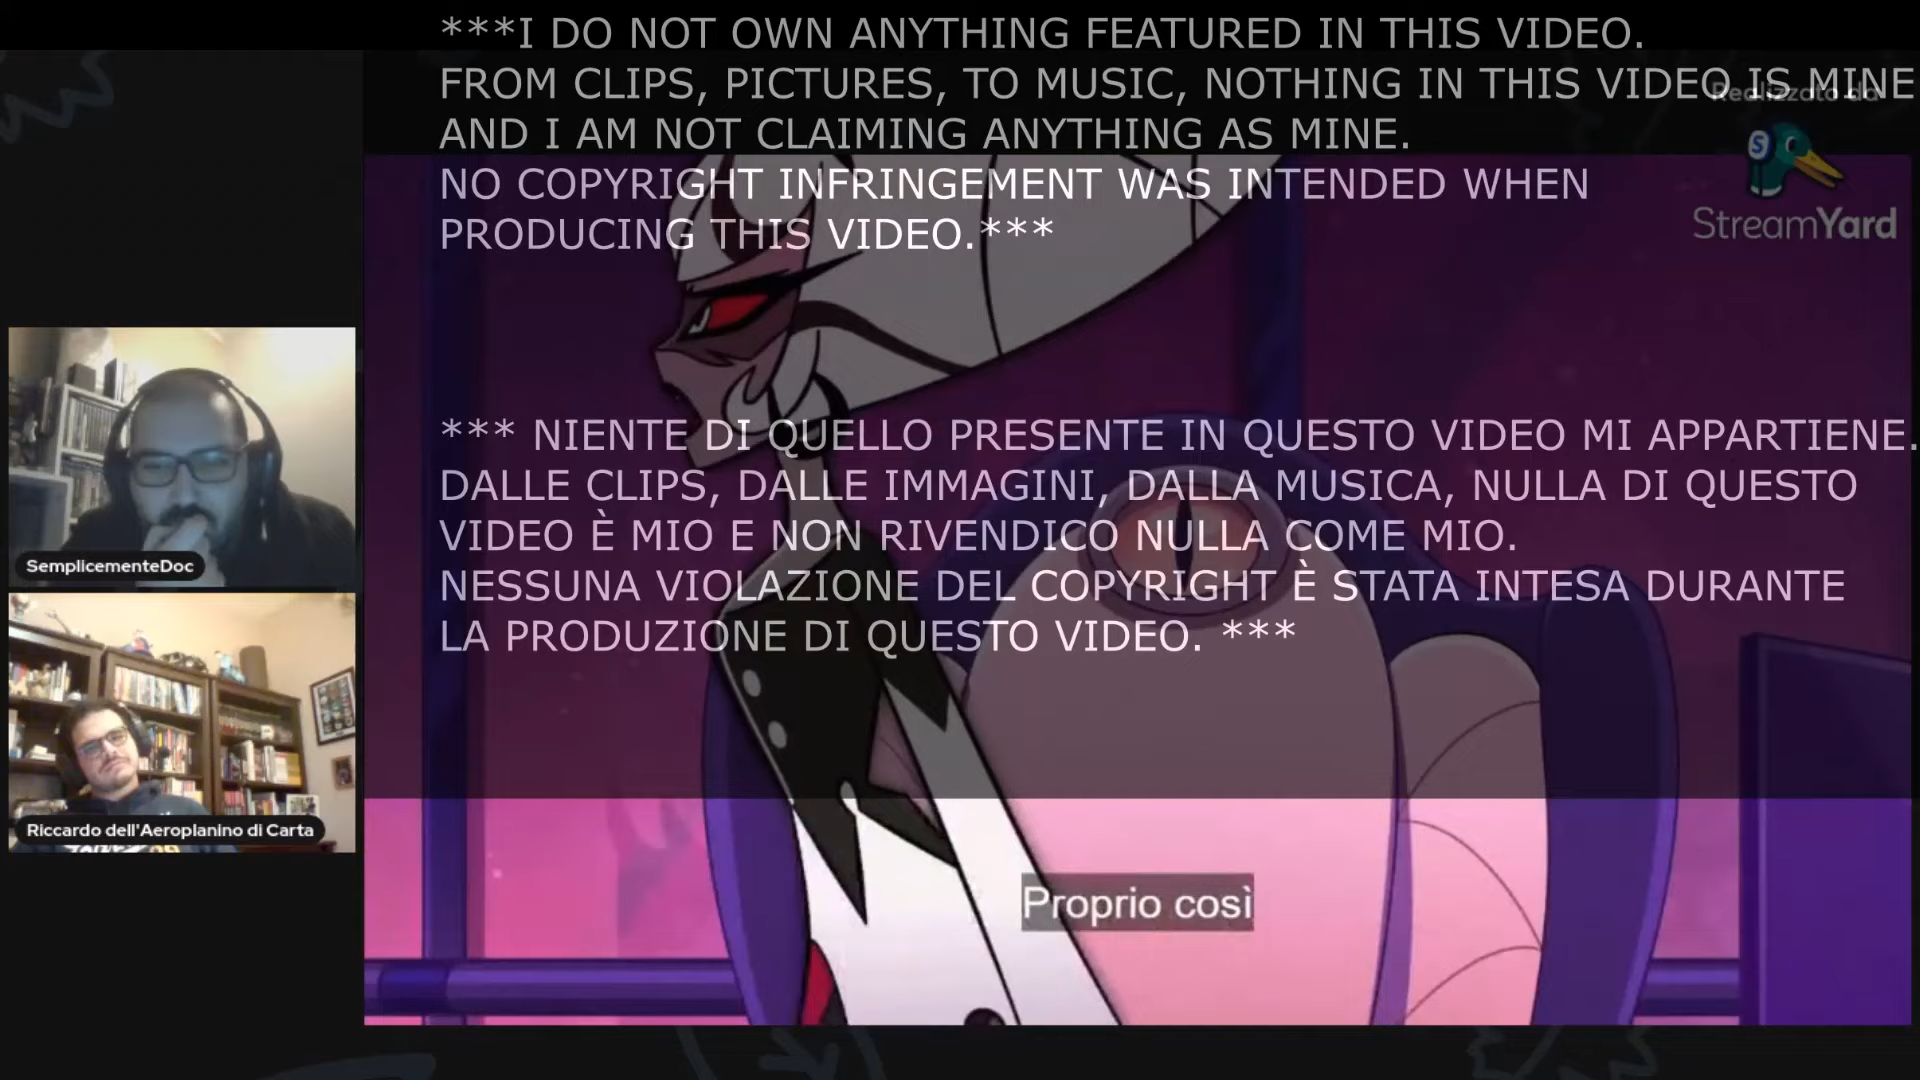 ***I DO NOT OWN ANYTHING FEATURED IN THIS VIDEO.
FROM CLIPS, PICTURES, TO MUSIC, NOTHING IN THIS VIDEO IS MINE
AND I AM NOT CLAIMING ANYTHING AS MINE.
NO COPYRIGHT INFRINGEMENT WAS INTENDED WHEN
PRODUCING THIS VIDEO.***
Realizzato da
StreamYard
*** NIENTE DI QUELLO PRESENTE IN QUESTO VIDEO MI APPARTIENE.
DALLE CLIPS, DALLE IMMAGINI, DALLA MUSICA, NULLA DI QUESTO
VIDEO È MIO E NON RIVENDICO NULLA COME MIO.
NESSUNA VIOLAZIONE DEL COPYRIGHT È STATA INTESA DURANTE
LA PRODUZIONE DI QUESTO VIDEO. ***
SemplicementeDoc
Riccardo dell'Aeroplanino di Carta
Proprio così